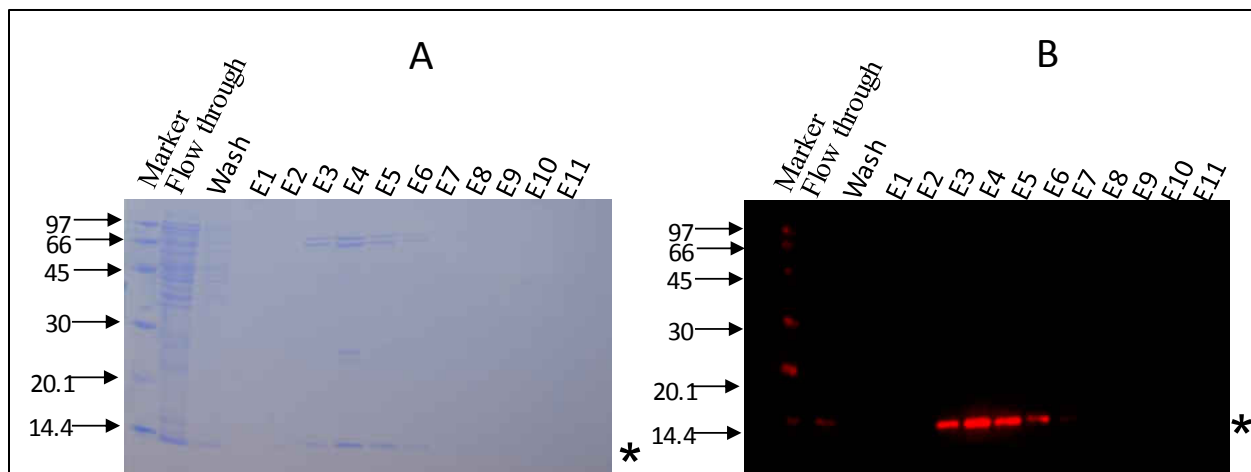 A
Marker
Flow through
Wash
E1
E2
E3
E4
E5
E6
E7
E8
E9
E10
E11
97
66
45
30
20.1
14.4
*
B
Marker
Flow through
Wash
E1
E2
E3
E4
E5
E6
E7
E8
E9
E10
E11
97
66
45
30
20.1
14.4
*